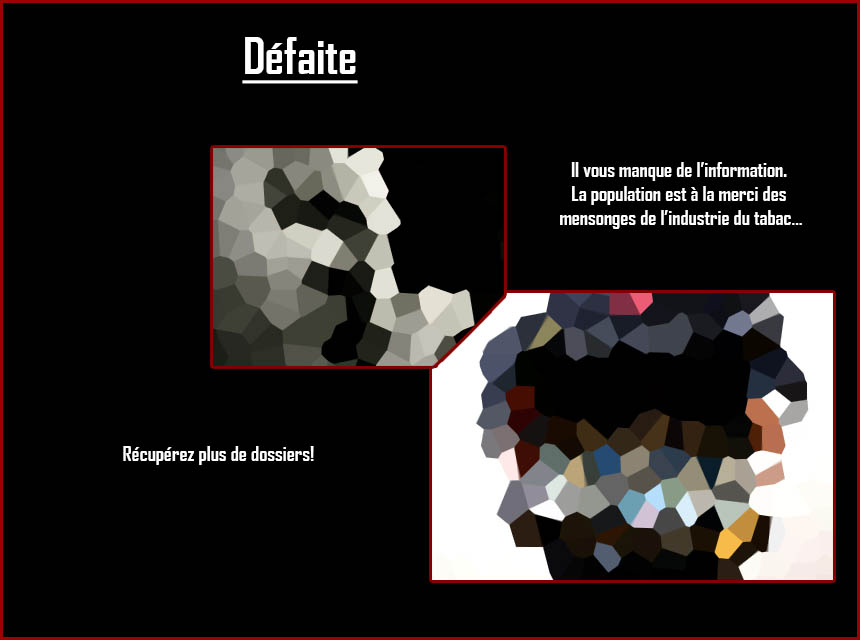 Défaite
Il vous manque de l'information.
La population est à la merci des
mensonges de l'industrie du tabac...
Récupérez plus de dossiers!